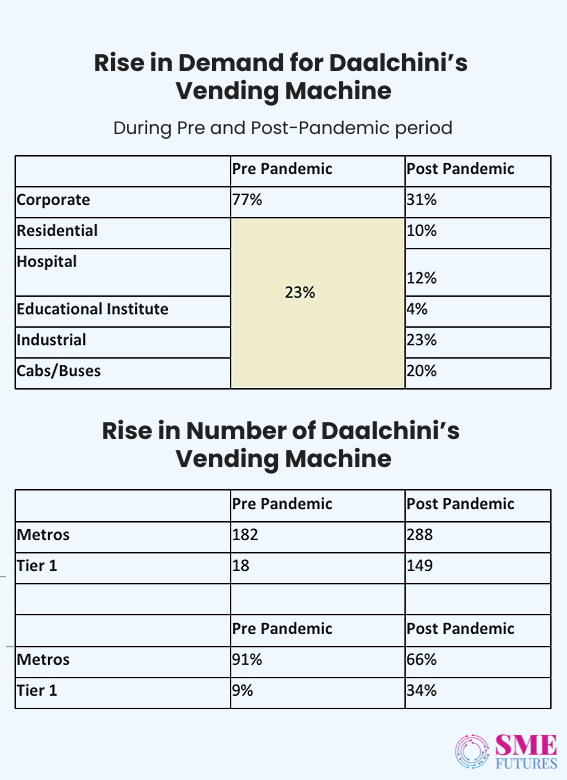 Rise in Demand for Daalchini's
Vending Machine
During Pre and Post-Pandemic period
Pre Pandemic Post Pandemic
Corporate 77% 31%
Residential 10%
Hospital 12%
23%
Educational Institute 4%
Industrial 23%
Cabs/Buses 20%
Rise in Number of Daalchini's
Vending Machine
Pre Pandemic Post Pandemic
Metros 182 288
Tier 1 18 149
Pre Pandemic Post Pandemic
Metros 91% 66%
Tier 1 9% 34%
SME
FUTURES